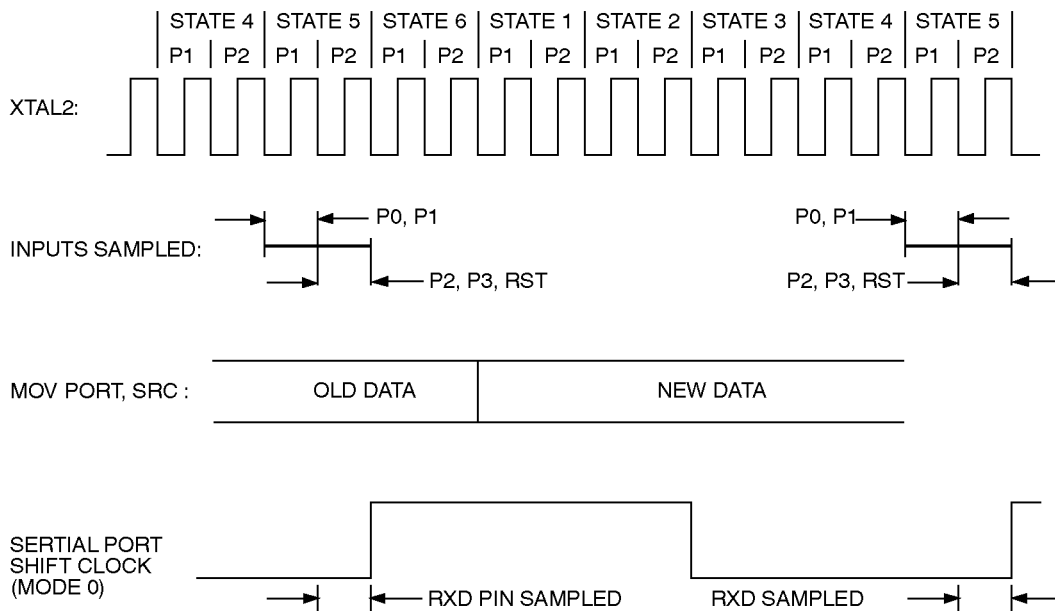 STATE 4 STATE 5 STATE 6 STATE 1 STATE 2 STATE 3 STATE 4 STATE 5
P1 P2 P1 P2 P1 P2 P1 P2 P1 P2 P1 P2 P1 P2 P1 P2
XTAL2:
P0, P1 P0, P1
INPUTS SAMPLED:
P2, P3, RST P2, P3, RST
MOV PORT, SRC : OLD DATA NEW DATA
SERTIAL PORT
SHIFT CLOCK
(MODE 0) RXD PIN SAMPLED RXD SAMPLED